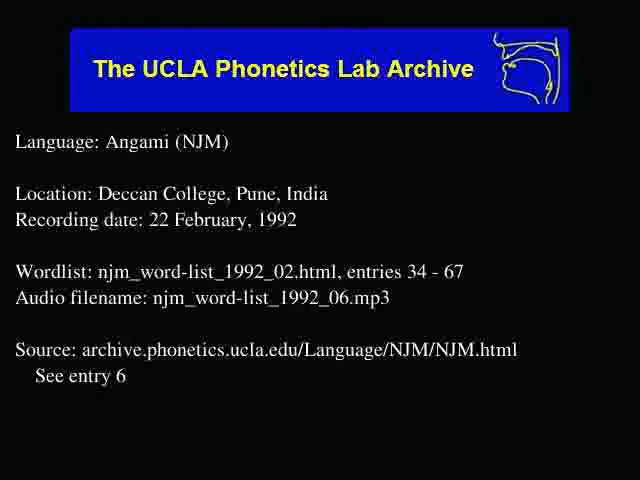 The UCLA Phonetics Lab Archive
Language: Angami (NJM)
Location: Deccan College, Pune, India
Recording date: 22 February, 1992
Wordlist: njm_word-list_1992_02.html, entries 34 - 67
Audio filename: njm_word-list_1992_06.mp3
Source: archive.phonetics.ucla.edu/Language/NJM/NJM.html
See entry 6